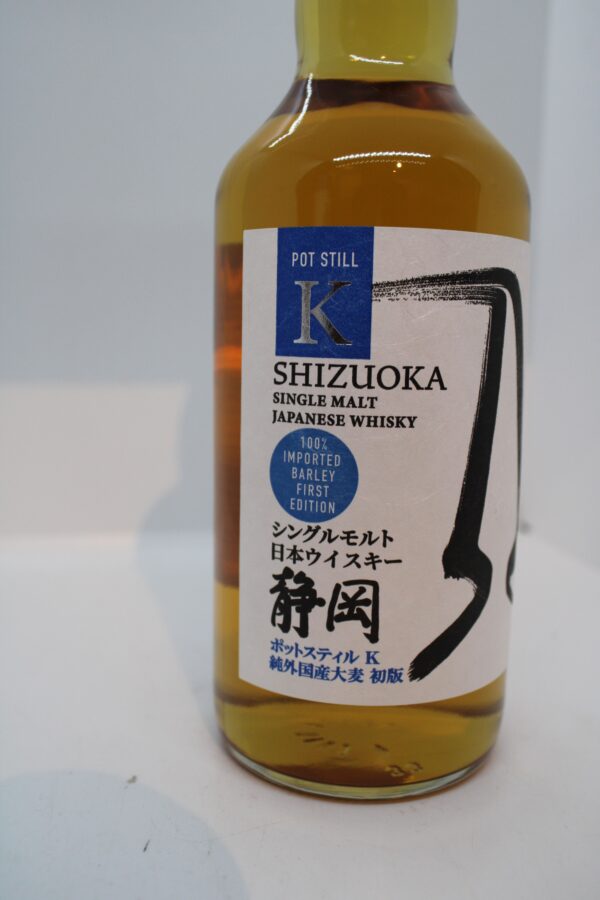 POT STILL
K
SHIZUOKA
SINGLE MALT
JAPANESE WHISKY
100%
IMPORTED
BARLEY
FIRST
EDITION
シングルモルト
日本ウイスキー
静岡
ポットスティル K
純外国産大麦 初版